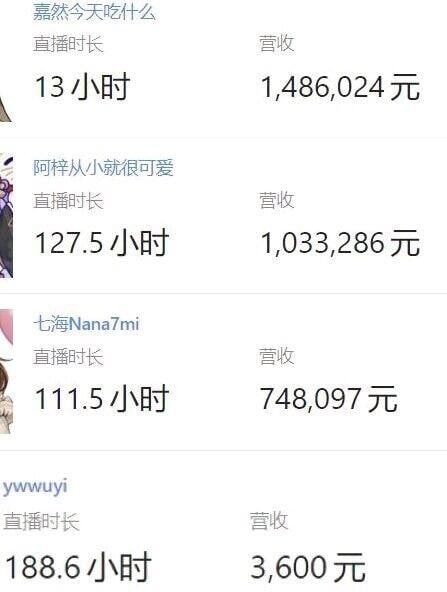 嘉然今天吃什么
直播时长 营收
13 小时 1,486,024 元
阿梓从小就很可爱
直播时长 营收
127.5 小时 1,033,286 元
七海Nana7mi
直播时长 营收
111.5 小时 748,097 元
ywwuyi
直播时长 营收
188.6 小时 3,600 元